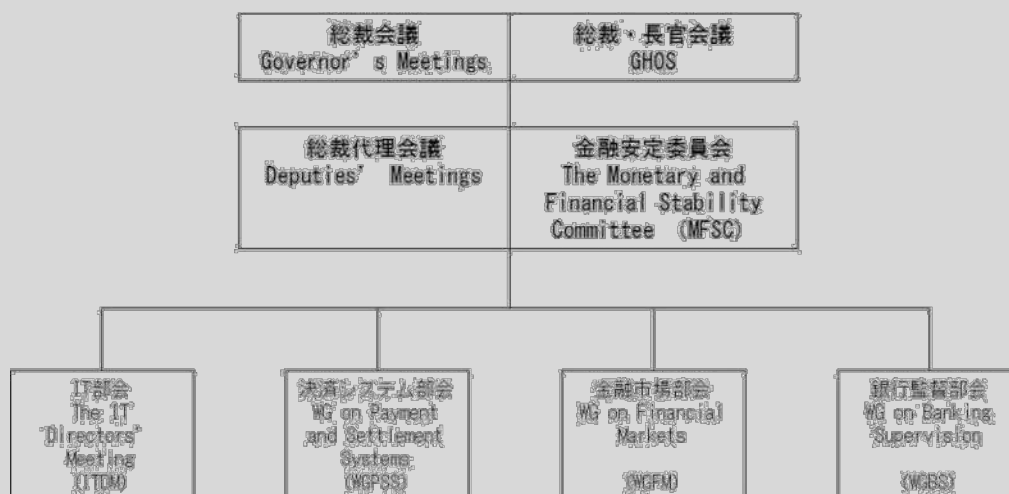 総裁会議
Governor's Meetings
総裁・長官会議
GHOS
総裁代理会議
Deputies' Meetings
金融安定委員会
The Monetary and
Financial Stability
Committee (MFSC)
IT部会
The IT
Directors"
Meeting
(ITDM)
決済システム部会
WG on Payment
and Settlement
Systems
(WGPSS)
金融市場部会
WG on Financial
Markets
(WGFM)
銀行監督部会
WG on Banking
Supervision
(WGBS)